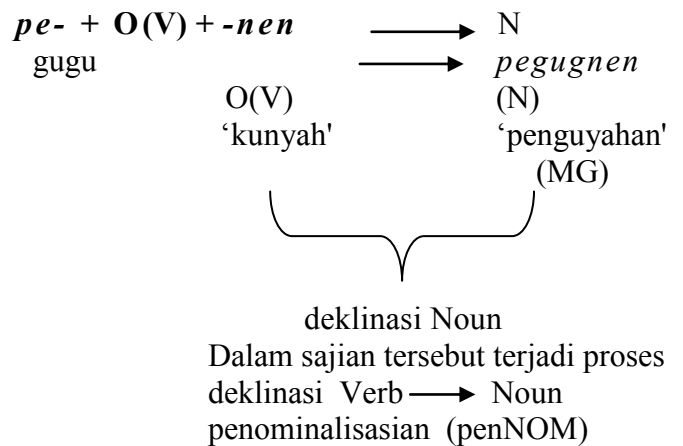 pe- + O(V) + -nen ⟶ N
gugu ⟶ pegugnen
O(V) (N)
‘kunyah' ‘penguyahan'
(MG)
deklinasi Noun
Dalam sajian tersebut terjadi proses
deklinasi Verb ⟶ Noun
penominalisasian (penNOM)